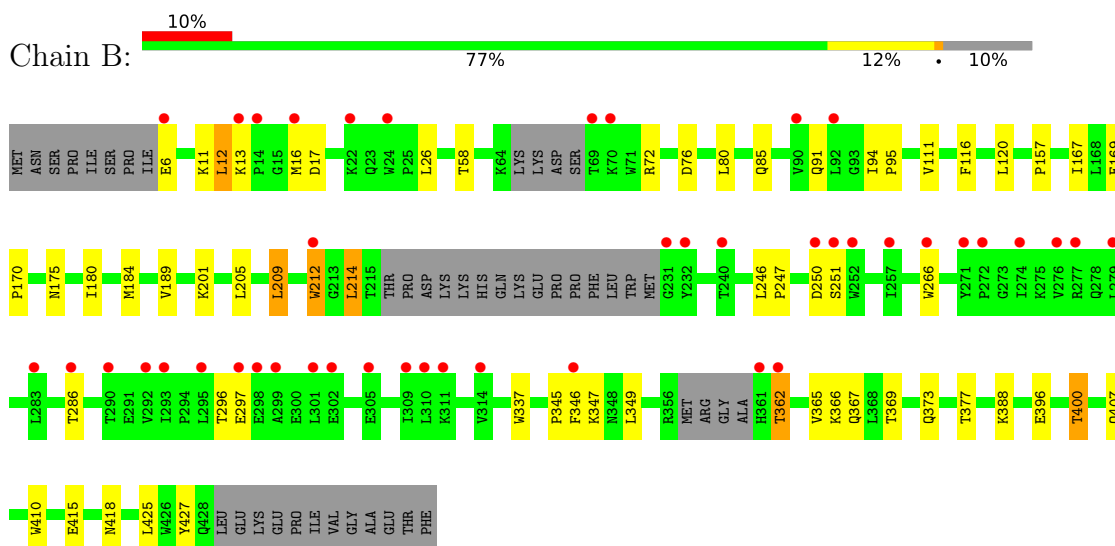 10%
Chain B:
77% 12% • 10%
MET ASN SER PRO ILE SER PRO ILE E6 K11 L12 K13 P14 G15 M16 D17 K22 Q23 W24 P25 L26 T58 K64 LYS LYS ASP SER T69 K70 W71 R72 D76 L80 Q85 V90 Q91 L92 G93 I94 P95 V111 F116 L120 P157 I167 L168 E169
P170 N175 I180 M184 V189 K201 L205 L209 W212 G213 L214 T215 THR PRO ASP LYS LYS HIS GLN LYS GLU PRO PRO PHE LEU TRP MET G231 Y232 T240 L246 P247 D250 S251 W252 I257 W266 Y271 P272 G273 I274 K275 V276 R277 Q278 L279
L283 T286 T290 E291 V292 I293 P294 L295 T296 E297 E298 A299 E300 L301 E302 E305 I309 L310 K311 V314 W337 P345 F346 K347 N348 L349 R356 MET ARG GLY ALA H361 T362 V365 K366 Q367 L368 T369 Q373 T377 K388 E396 T400 Q407
W410 E415 N418 L425 W426 Y427 Q428 LEU GLU LYS GLU PRO ILE VAL GLY ALA GLU THR PHE